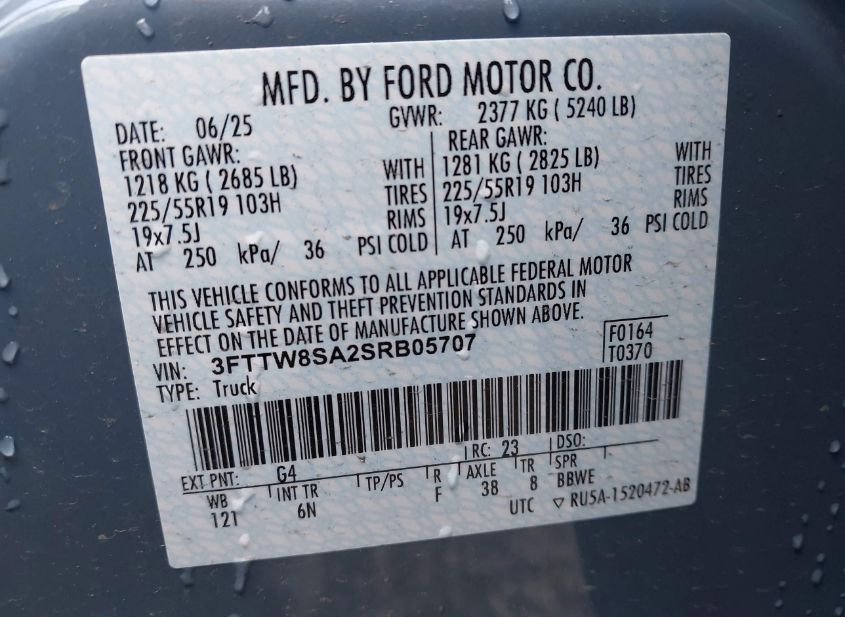 MFD. BY FORD MOTOR CO.
DATE: 06/25 GVWR: 2377 KG ( 5240 LB)
FRONT GAWR: REAR GAWR:
1218 KG ( 2685 LB) WITH 1281 KG ( 2825 LB) WITH
225/55R19 103H TIRES 225/55R19 103H TIRES
19x7.5J RIMS 19x7.5J RIMS
AT 250 kPa/ 36 PSI COLD AT 250 kPa/ 36 PSI COLD
THIS VEHICLE CONFORMS TO ALL APPLICABLE FEDERAL MOTOR
VEHICLE SAFETY AND THEFT PREVENTION STANDARDS IN
EFFECT ON THE DATE OF MANUFACTURE SHOWN ABOVE.
VIN: 3FTTW8SA2SRB05707 F0164
TYPE: Truck T0370
EXT PNT: G4 RC: 23 DSO:
WB INT TR TP/PS R AXLE TR SPR
121 6N F 38 8 BBWE
UTC ▽ RU5A-1520472-AB